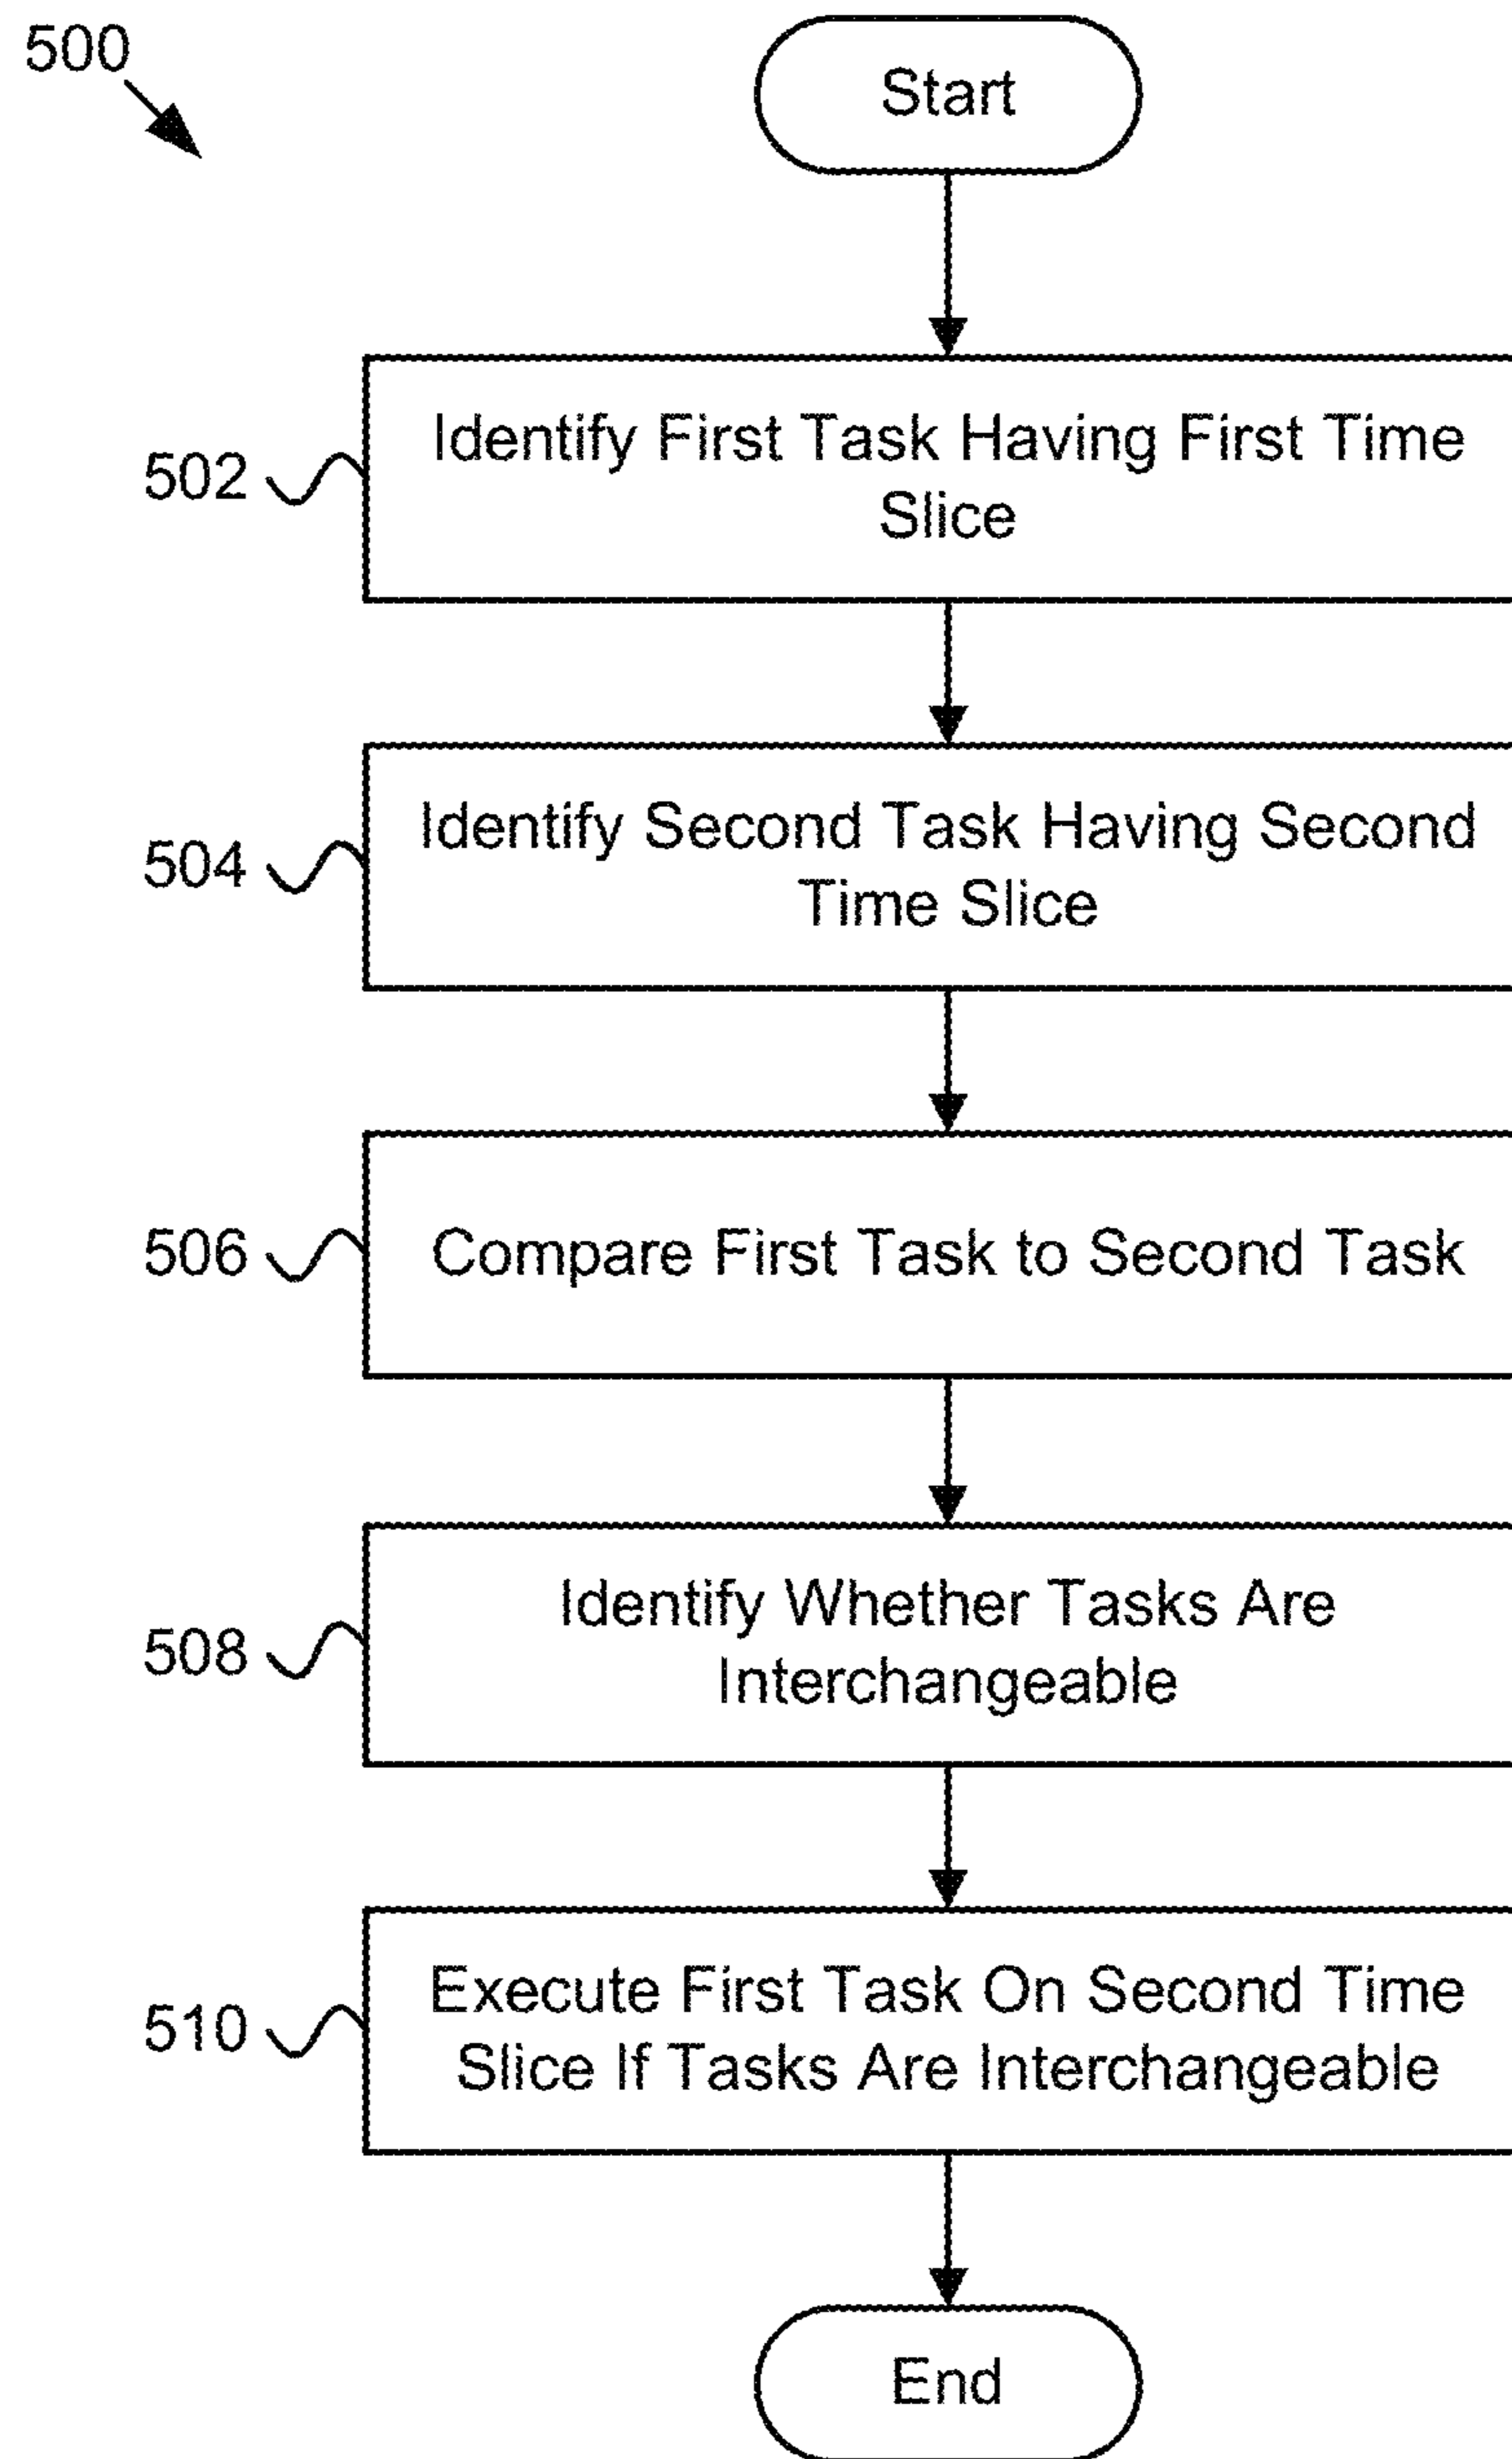 500
Start
502
Identify First Task Having First Time
Slice
504
Identify Second Task Having Second
Time Slice
506
Compare First Task to Second Task
508
Identify Whether Tasks Are
Interchangeable
510
Execute First Task On Second Time
Slice If Tasks Are Interchangeable
End